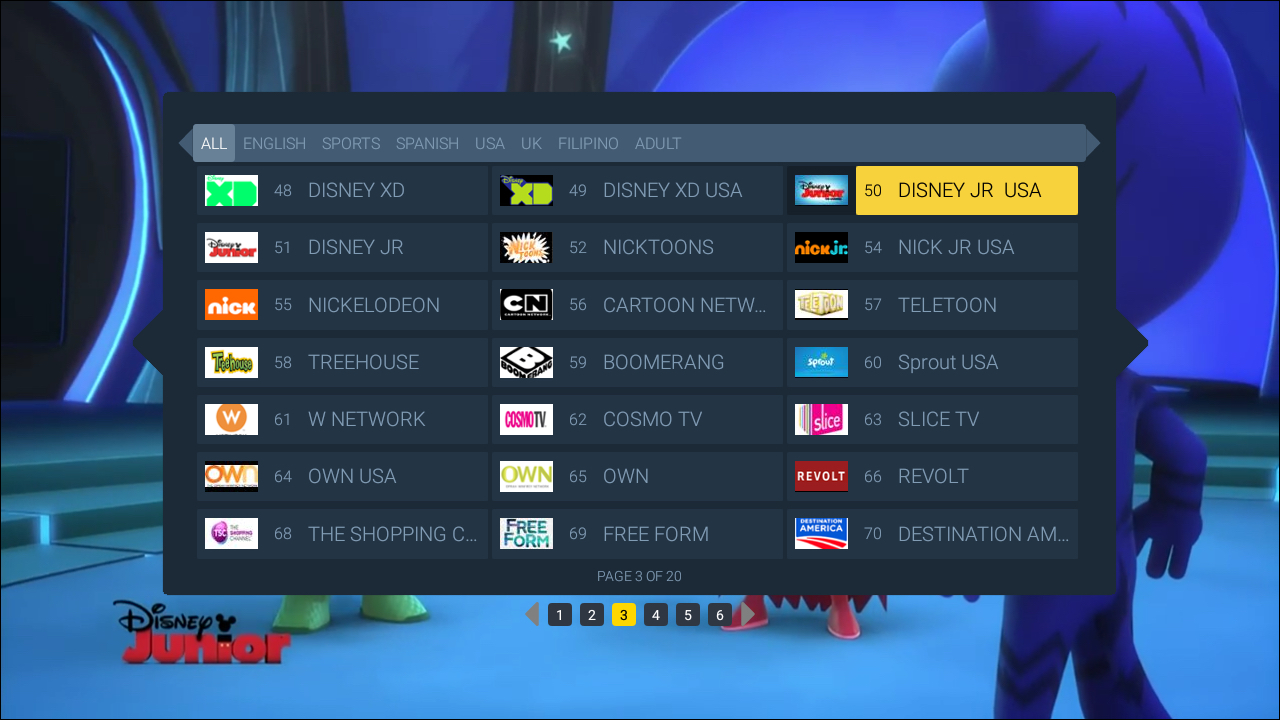 ALL ENGLISH SPORTS SPANISH USA UK FILIPINO ADULT
Disney XD 48 DISNEY XD Disney XD 49 DISNEY XD USA Disney Junior 50 DISNEY JR USA
Disney Junior 51 DISNEY JR NICK TOONS 52 NICKTOONS nick jr. 54 NICK JR USA
nick 55 NICKELODEON CN CARTOON NETWORK 56 CARTOON NETW... TELETOON 57 TELETOON
Treehouse 58 TREEHOUSE BOOMERANG 59 BOOMERANG sprout 60 Sprout USA
W 61 W NETWORK COSMOTV 62 COSMO TV slice 63 SLICE TV
OWN 64 OWN USA OWN 65 OWN REVOLT 66 REVOLT
TSC THE SHOPPING CHANNEL 68 THE SHOPPING C... FREE FORM 69 FREE FORM DESTINATION AMERICA 70 DESTINATION AM...
PAGE 3 OF 20
1 2 3 4 5 6
Disney
Junior